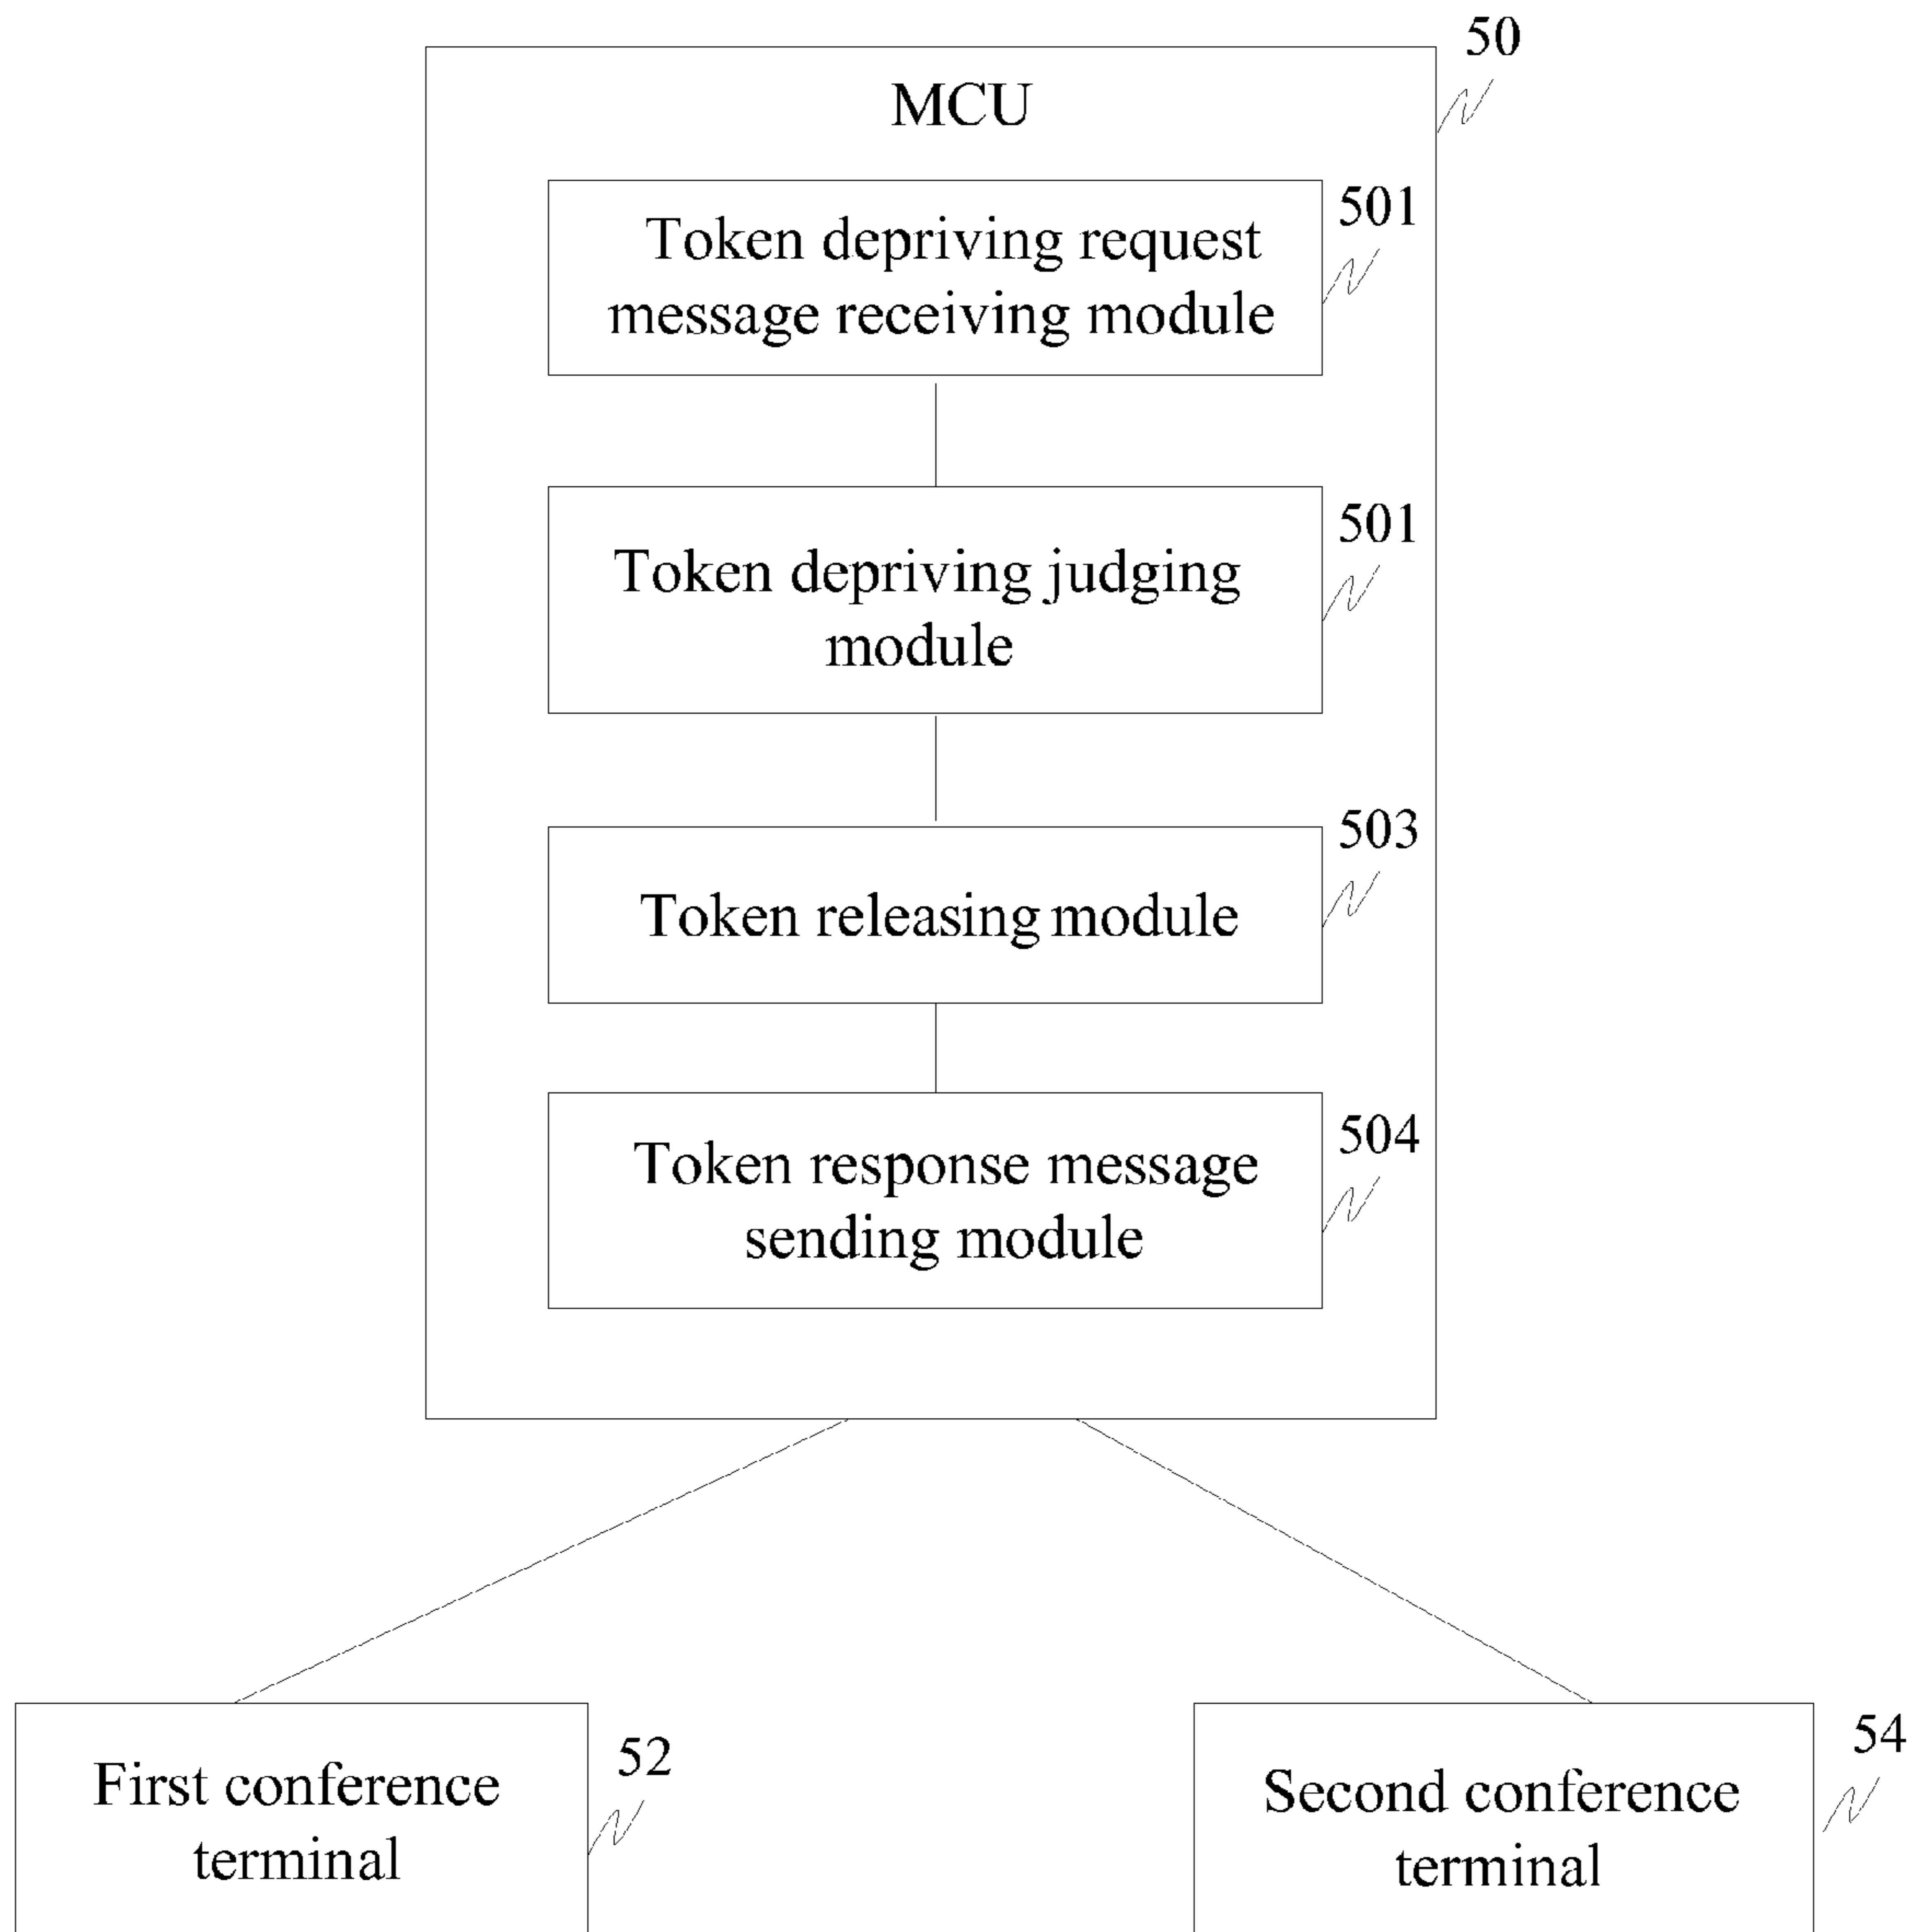 50
MCU
501
Token depriving request
message receiving module
501
Token depriving judging
module
503
Token releasing module
504
Token response message
sending module
52
First conference
terminal
54
Second conference
terminal